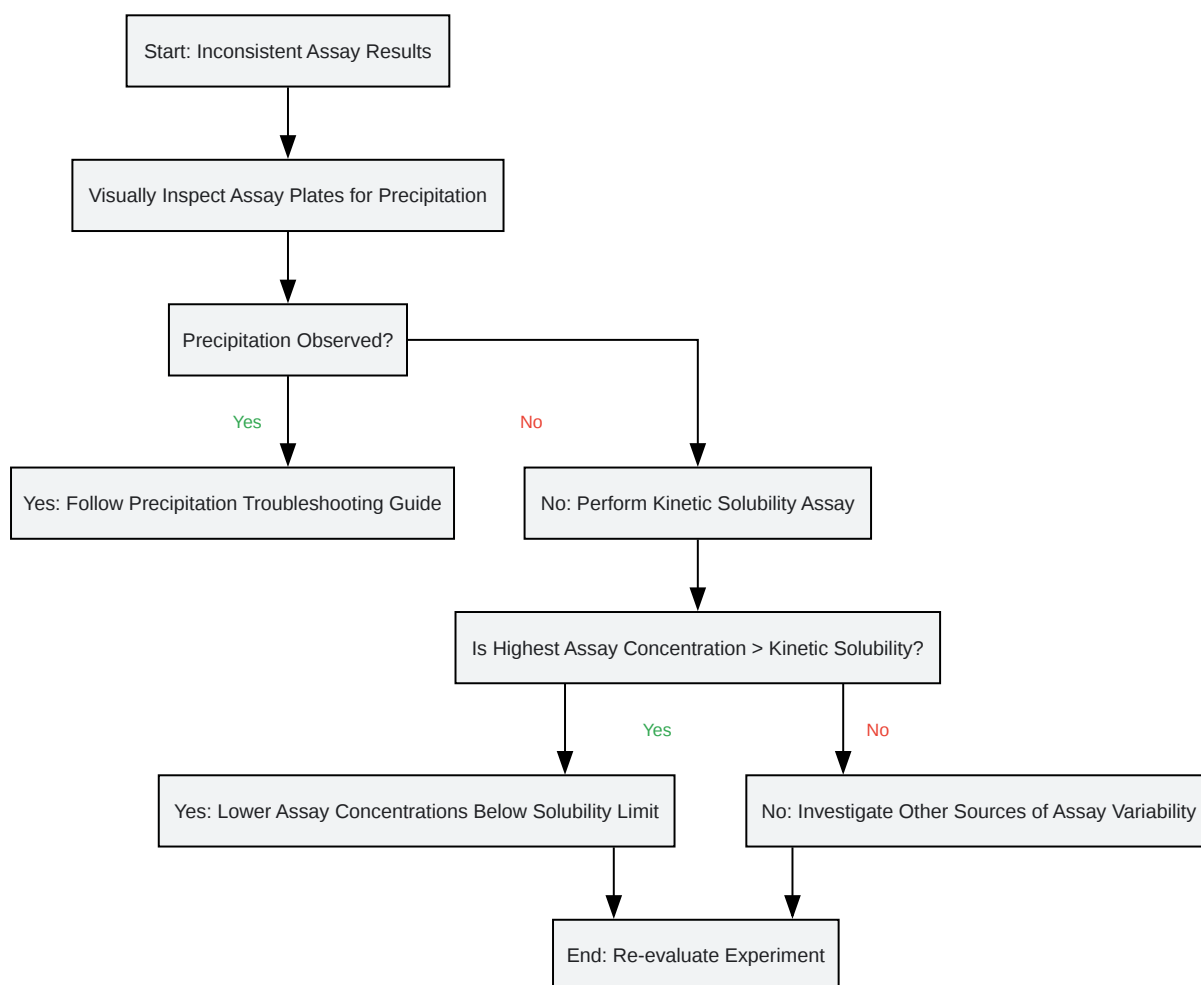 Start: Inconsistent Assay Results
Visually Inspect Assay Plates for Precipitation
Precipitation Observed?
Yes
No
Yes: Follow Precipitation Troubleshooting Guide
No: Perform Kinetic Solubility Assay
Is Highest Assay Concentration > Kinetic Solubility?
Yes
No
Yes: Lower Assay Concentrations Below Solubility Limit
No: Investigate Other Sources of Assay Variability
End: Re-evaluate Experiment